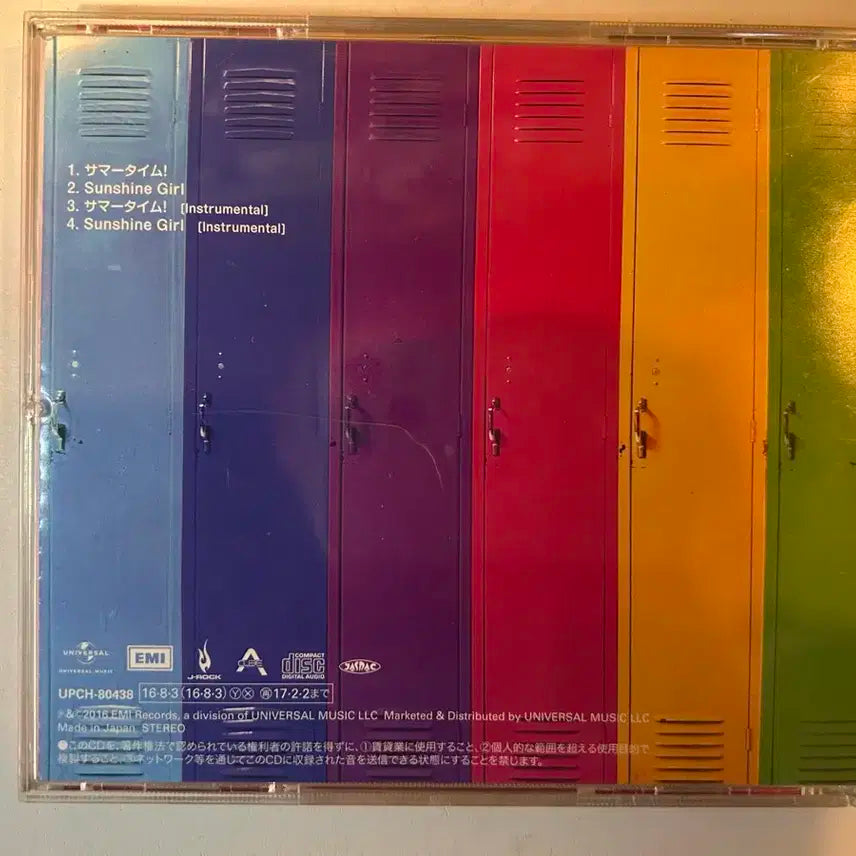 1. サマータイム!
2. Sunshine Girl
3. サマータイム! [Instrumental]
4. Sunshine Girl [Instrumental]
UNIVERSAL
UNIVERSAL MUSIC
EMI
J-ROCK
A CUBE
COMPACT disc DIGITAL AUDIO
JASRAC
UPCH-80438 16·8·3 (16·8·3) Ⓨ Ⓧ ㊢17·2·2まで
℗&©2016 EMI Records, a division of UNIVERSAL MUSIC LLC Marketed & Distributed by UNIVERSAL MUSIC LLC
Made in Japan STEREO
●このCDを、著作権法で認められている権利者の許諾を得ずに、①賃貸業に使用すること、②個人的な範囲を超える使用目的で
複製すること、③ネットワーク等を通じてこのCDに収録された音を送信できる状態にすることを禁じます。